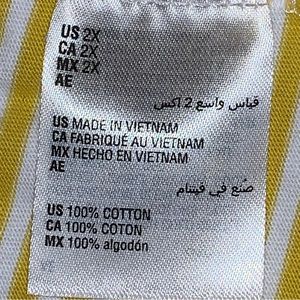 US 2X
CA 2X
MX 2X
AE
قياس واسع 2 اكس
US MADE IN VIETNAM
CA FABRIQUÉ AU VIETNAM
MX HECHO EN VIETNAM
AE
صُنع في فيتنام
US 100% COTTON
CA 100% COTON
MX 100% algodón